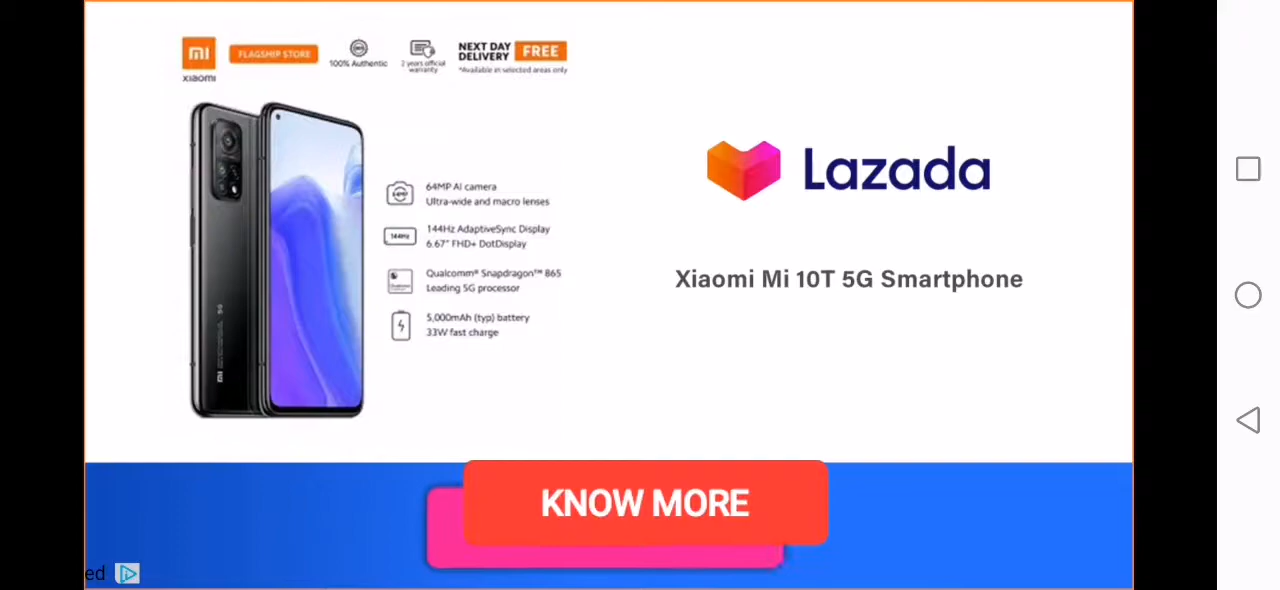 mi
xiaomi
FLAGSHIP STORE
100% Authentic
2 years official
warranty
NEXT DAY
DELIVERY FREE
*Available in selected areas only
64MP AI camera
Ultra-wide and macro lenses
144Hz
144Hz AdaptiveSync Display
6.67" FHD+ DotDisplay
Qualcomm® Snapdragon™ 865
Leading 5G processor
5,000mAh (typ) battery
33W fast charge
5G
mi
Lazada
Xiaomi Mi 10T 5G Smartphone
KNOW MORE
ed